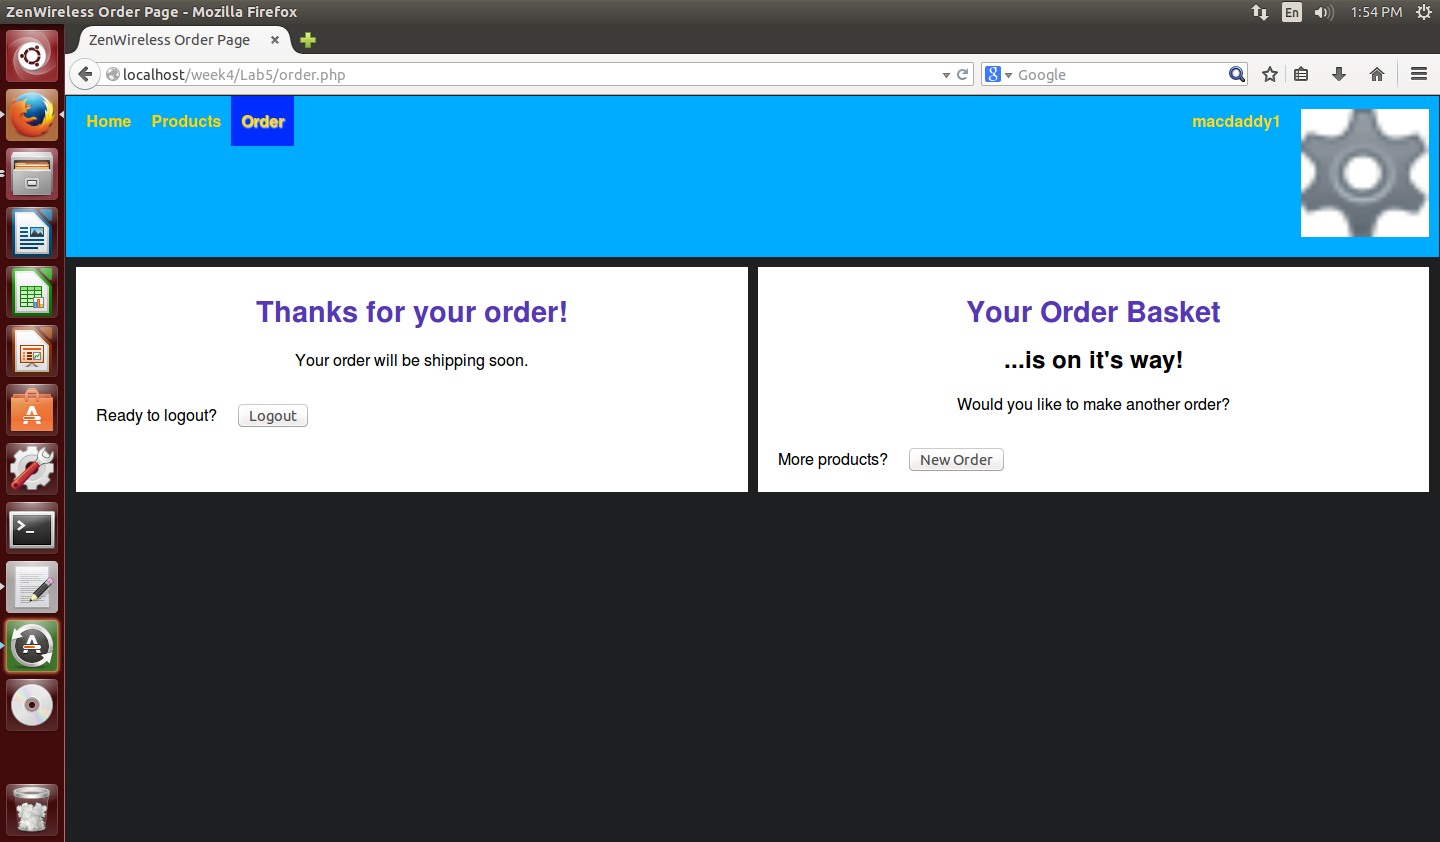 ZenWireless Order Page - Mozilla Firefox
En
1:54 PM
ZenWireless Order Page
localhost/week4/Lab5/order.php
Google
Home
Products
Order
macdaddy1
Thanks for your order!
Your order will be shipping soon.
Ready to logout?
Logout
Your Order Basket
...is on it's way!
Would you like to make another order?
More products?
New Order